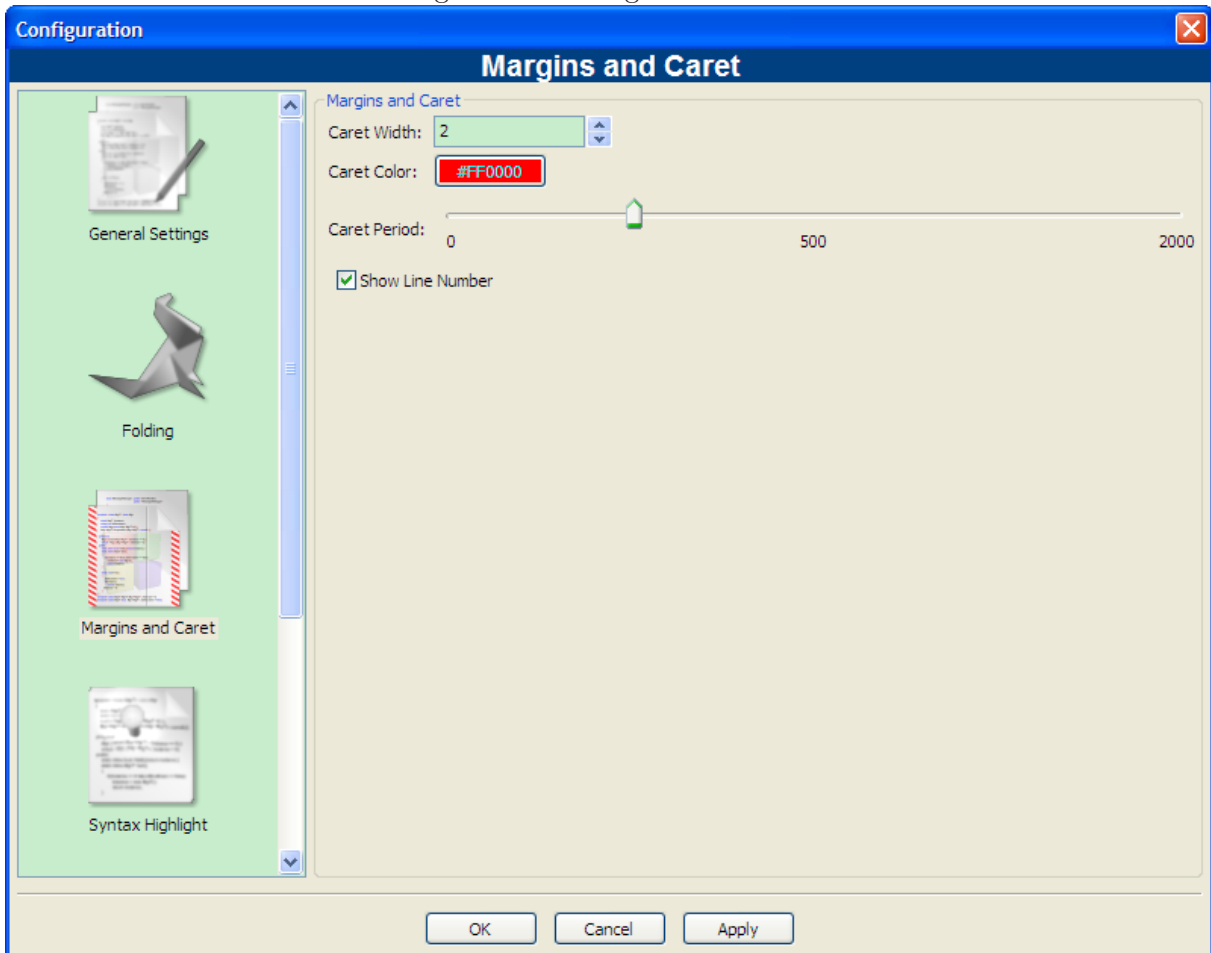 Configuration
Margins and Caret
General Settings
Folding
Margins and Caret
Syntax Highlight
Margins and Caret
Caret Width: 2
Caret Color: #FF0000
Caret Period: 0 500 2000
Show Line Number
OK Cancel Apply